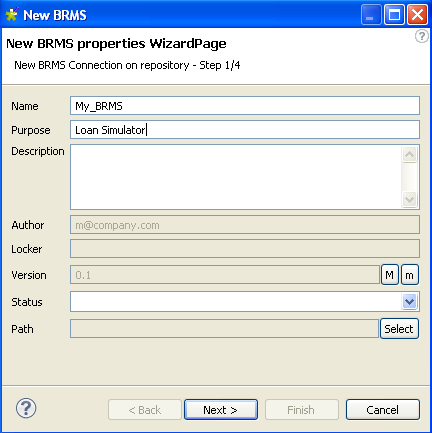 New BRMS
New BRMS properties WizardPage
New BRMS Connection on repository - Step 1/4
Name My_BRMS
Purpose Loan Simulator
Description
Author m@company.com
Locker
Version 0.1 M m
Status
Path Select
< Back Next > Finish Cancel